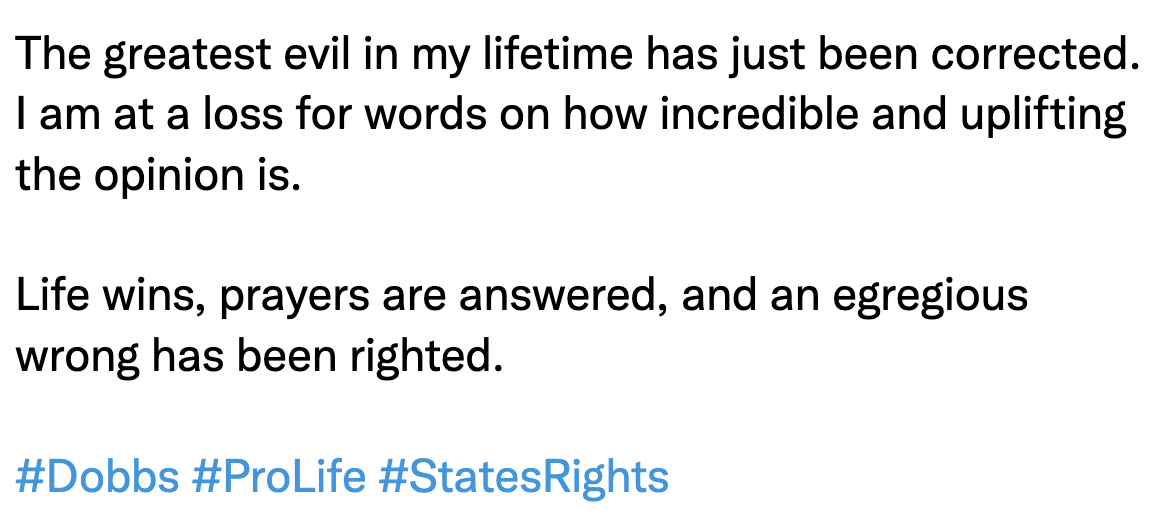 The greatest evil in my lifetime has just been corrected.
I am at a loss for words on how incredible and uplifting
the opinion is.
Life wins, prayers are answered, and an egregious
wrong has been righted.
#Dobbs #ProLife #StatesRights